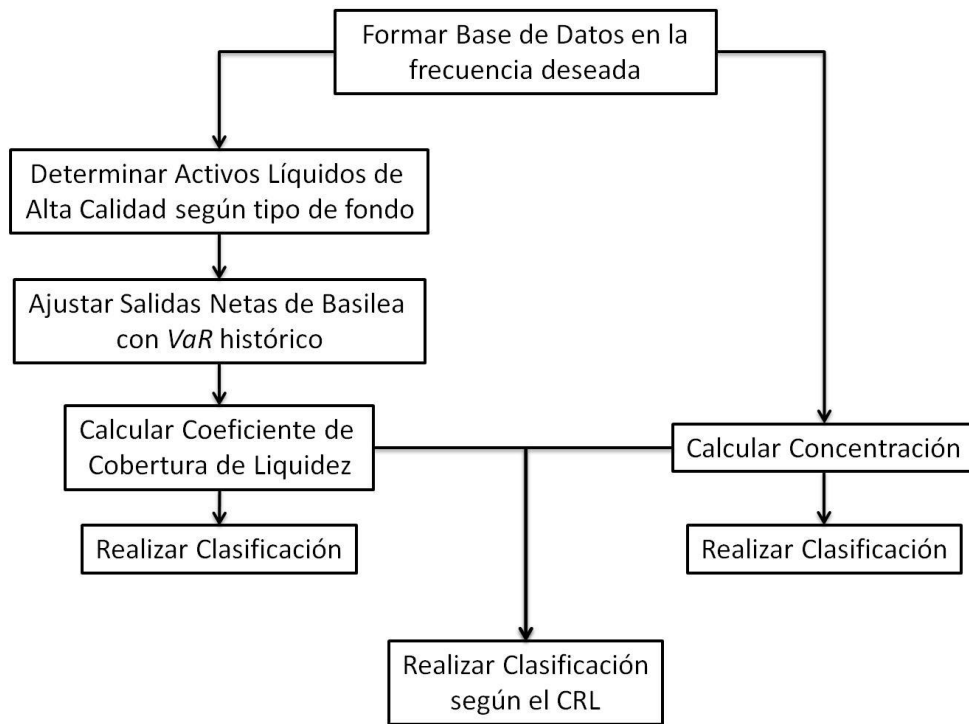 Formar Base de Datos en la
frecuencia deseada
Determinar Activos Líquidos de
Alta Calidad según tipo de fondo
Ajustar Salidas Netas de Basilea
con VaR histórico
Calcular Coeficiente de
Cobertura de Liquidez
Calcular Concentración
Realizar Clasificación
Realizar Clasificación
Realizar Clasificación
según el CRL